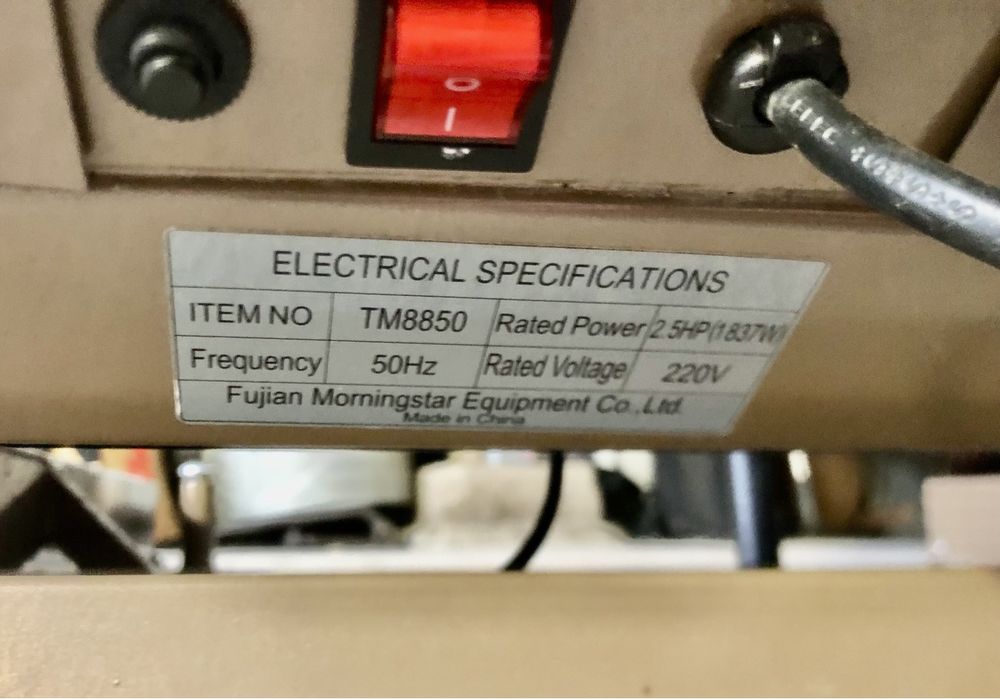 O
I
ELEC
ELECTRICAL SPECIFICATIONS
ITEM NO TM8850 Rated Power 2.5HP(1837W)
Frequency 50Hz Rated Voltage 220V
Fujian Morningstar Equipment Co.,Ltd.
Made in China